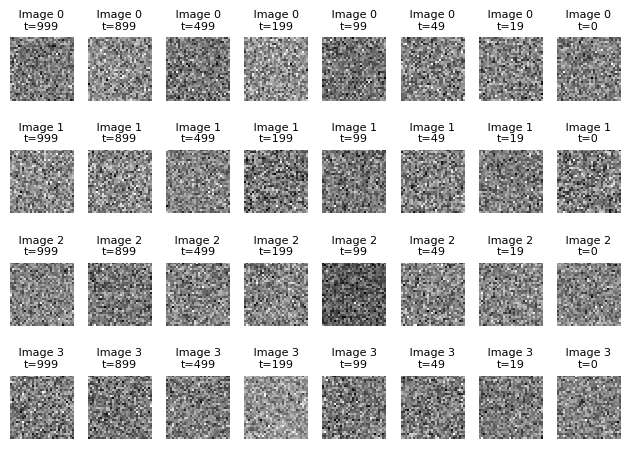 Image 0 Image 0 Image 0 Image 0 Image 0 Image 0 Image 0 Image 0
t=999 t=899 t=499 t=199 t=99 t=49 t=19 t=0
Image 1 Image 1 Image 1 Image 1 Image 1 Image 1 Image 1 Image 1
t=999 t=899 t=499 t=199 t=99 t=49 t=19 t=0
Image 2 Image 2 Image 2 Image 2 Image 2 Image 2 Image 2 Image 2
t=999 t=899 t=499 t=199 t=99 t=49 t=19 t=0
Image 3 Image 3 Image 3 Image 3 Image 3 Image 3 Image 3 Image 3
t=999 t=899 t=499 t=199 t=99 t=49 t=19 t=0